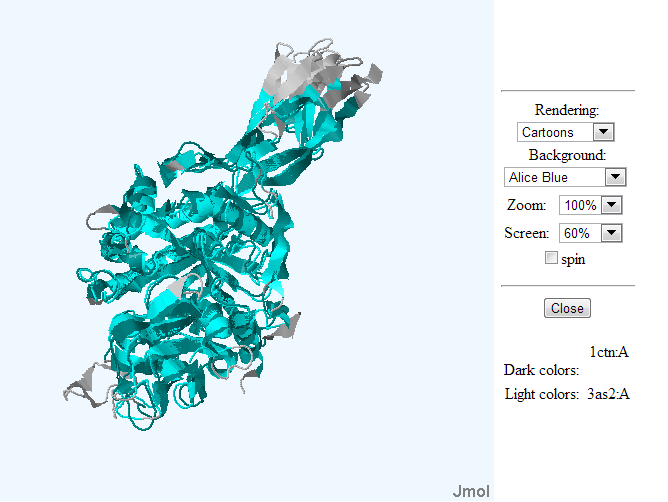 Rendering:
Cartoons
Background:
Alice Blue
Zoom: 100%
Screen: 60%
spin
Close
1ctn:A
Dark colors:
Light colors: 3as2:A
Jmol